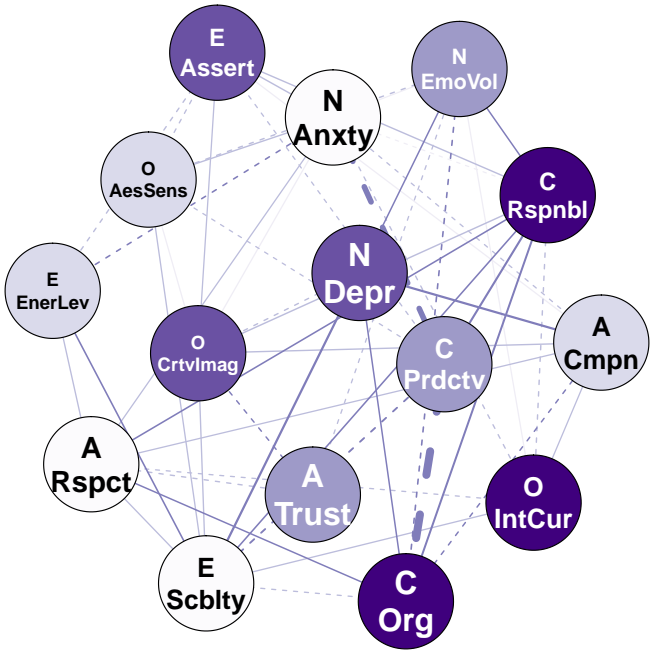 E
Assert
N
EmoVol
N
Anxty
O
AesSens
C
Rspnbl
N
Depr
E
EnerLev
O
CrtvImag
C
Prdctv
A
Cmpn
A
Rspct
A
Trust
O
IntCur
E
Scblty
C
Org